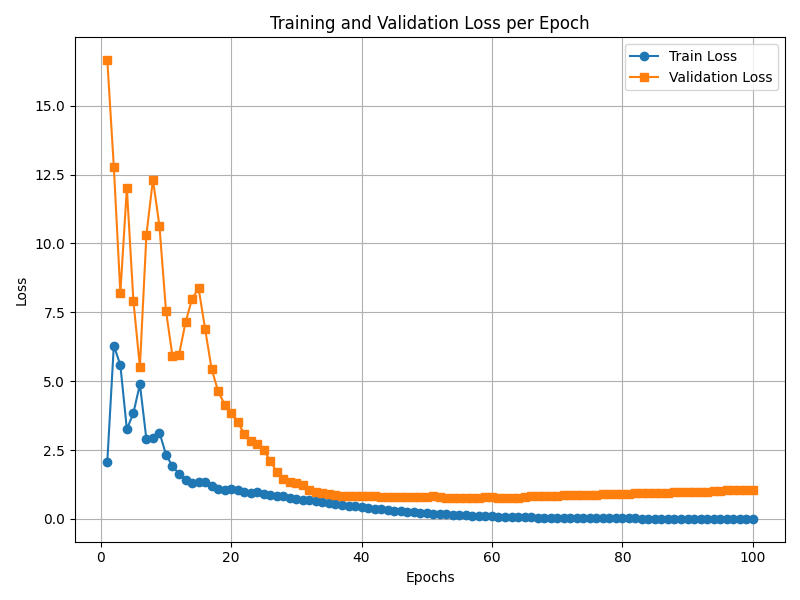 Training and Validation Loss per Epoch
Train Loss
Validation Loss
15.0
12.5
10.0
7.5
5.0
2.5
0.0
Loss
0 20 40 60 80 100
Epochs